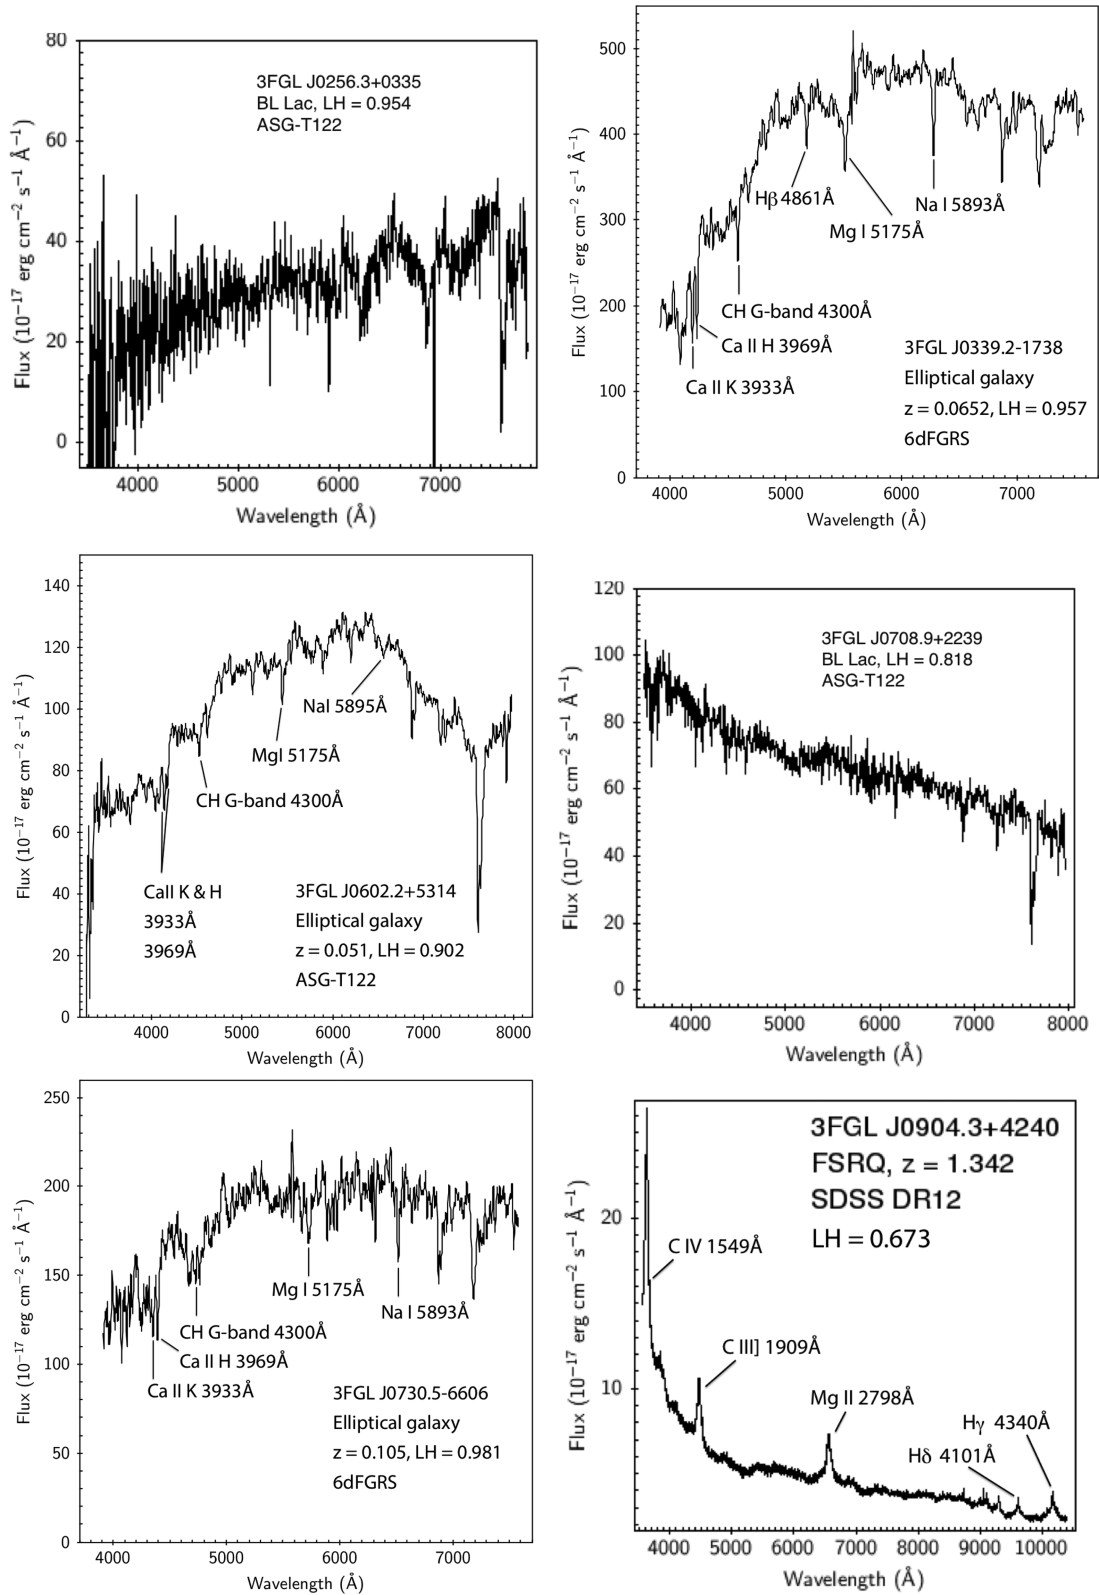 80
60
40
20
0
4000 5000 6000 7000
Wavelength (Å)
Flux (10⁻¹⁷ erg cm⁻² s⁻¹ Å⁻¹)
3FGL J0256.3+0335
BL Lac, LH = 0.954
ASG-T122
500
400
300
200
100
0
4000 5000 6000 7000
Wavelength (Å)
Flux (10⁻¹⁷ erg cm⁻² s⁻¹ Å⁻¹)
Hβ 4861Å
Na I 5893Å
Mg I 5175Å
CH G-band 4300Å
Ca II H 3969Å
Ca II K 3933Å
3FGL J0339.2-1738
Elliptical galaxy
z = 0.0652, LH = 0.957
6dFGRS
140
120
100
80
60
40
20
0
4000 5000 6000 7000 8000
Wavelength (Å)
Flux (10⁻¹⁷ erg cm⁻² s⁻¹ Å⁻¹)
NaI 5895Å
MgI 5175Å
CH G-band 4300Å
CaII K & H
3933Å
3969Å
3FGL J0602.2+5314
Elliptical galaxy
z = 0.051, LH = 0.902
ASG-T122
120
100
80
60
40
20
0
4000 5000 6000 7000 8000
Wavelength (Å)
Flux (10⁻¹⁷ erg cm⁻² s⁻¹ Å⁻¹)
3FGL J0708.9+2239
BL Lac, LH = 0.818
ASG-T122
250
200
150
100
50
0
4000 5000 6000 7000
Wavelength (Å)
Flux (10⁻¹⁷ erg cm⁻² s⁻¹ Å⁻¹)
Mg I 5175Å
Na I 5893Å
CH G-band 4300Å
Ca II H 3969Å
Ca II K 3933Å
3FGL J0730.5-6606
Elliptical galaxy
z = 0.105, LH = 0.981
6dFGRS
20
10
4000 5000 6000 7000 8000 9000 10000
Wavelength (Å)
Flux (10⁻¹⁷ erg cm⁻² s⁻¹ Å⁻¹)
3FGL J0904.3+4240
FSRQ, z = 1.342
SDSS DR12
LH = 0.673
C IV 1549Å
C III] 1909Å
Mg II 2798Å
Hγ 4340Å
Hδ 4101Å